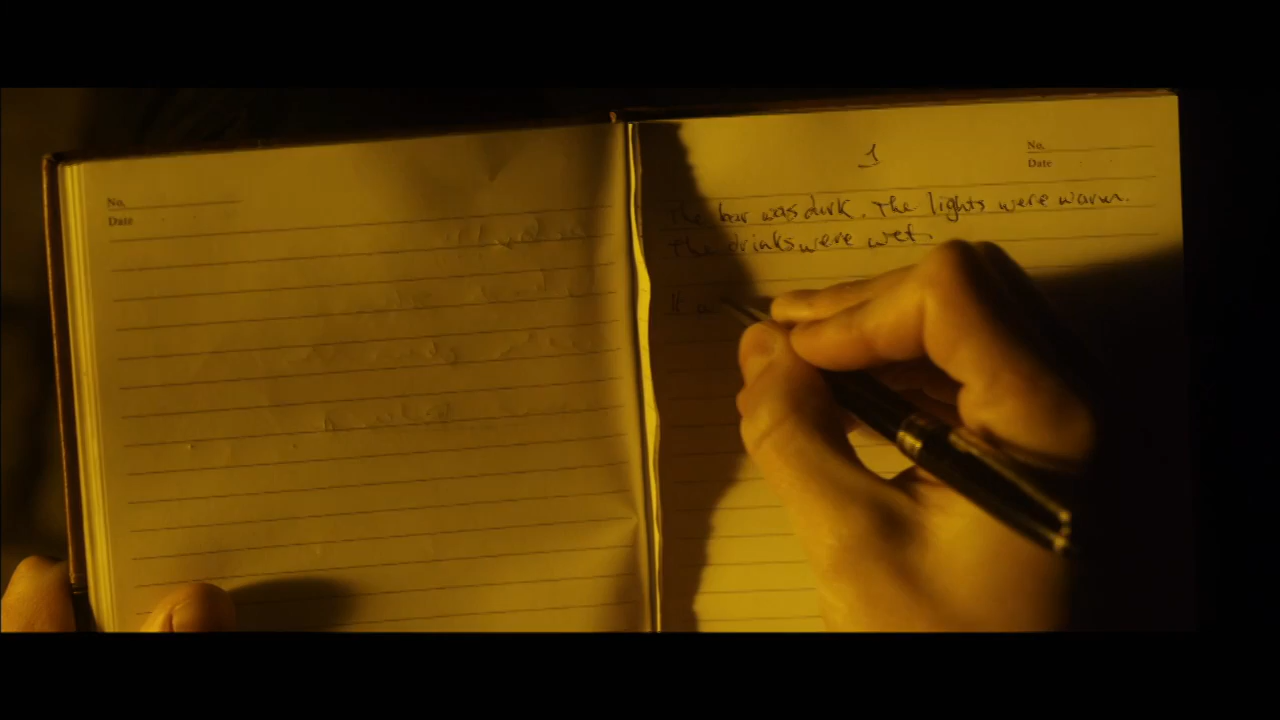 No.
Date
1
No.
Date
The bar was dark. The lights were warm.
The drinks were wet.